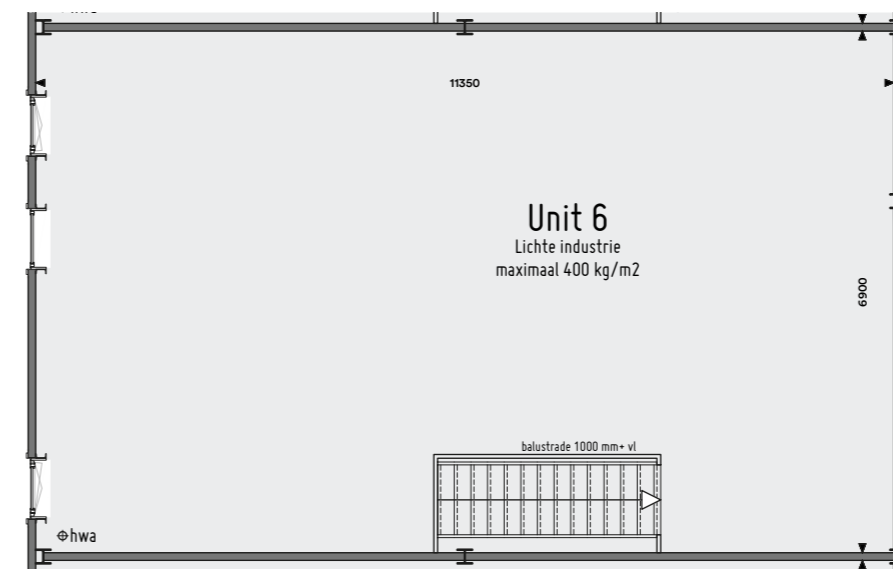 11350
Unit 6
Lichte industrie
maximaal 400 kg/m2
6900
balustrade 1000 mm+ vl
hwa